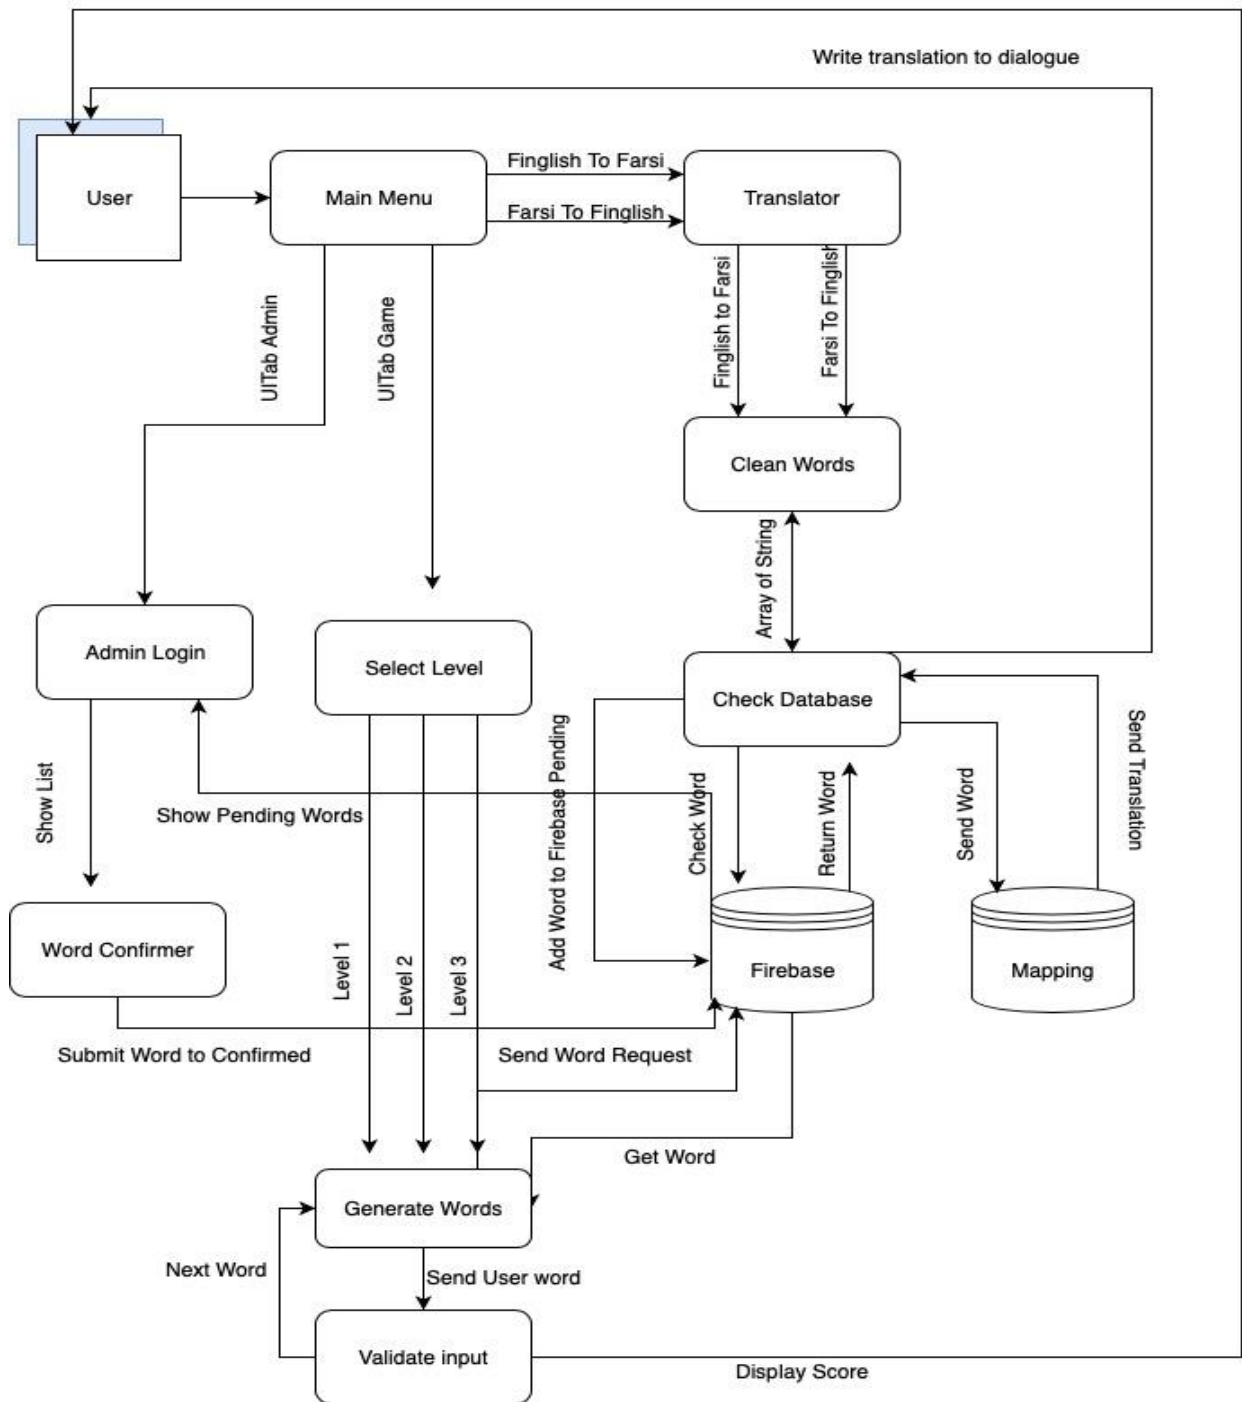 Write translation to dialogue
User
Main Menu
Finglish To Farsi
Farsi To Finglish
Translator
UITab Admin
UITab Game
Finglish to Farsi
Farsi To Finglish
Clean Words
Array of String
Admin Login
Select Level
Check Database
Show List
Show Pending Words
Add Word to Firebase Pending
Check Word
Return Word
Send Word
Send Translation
Word Confirmer
Level 1
Level 2
Level 3
Firebase
Mapping
Submit Word to Confirmed
Send Word Request
Get Word
Generate Words
Next Word
Send User word
Validate input
Display Score